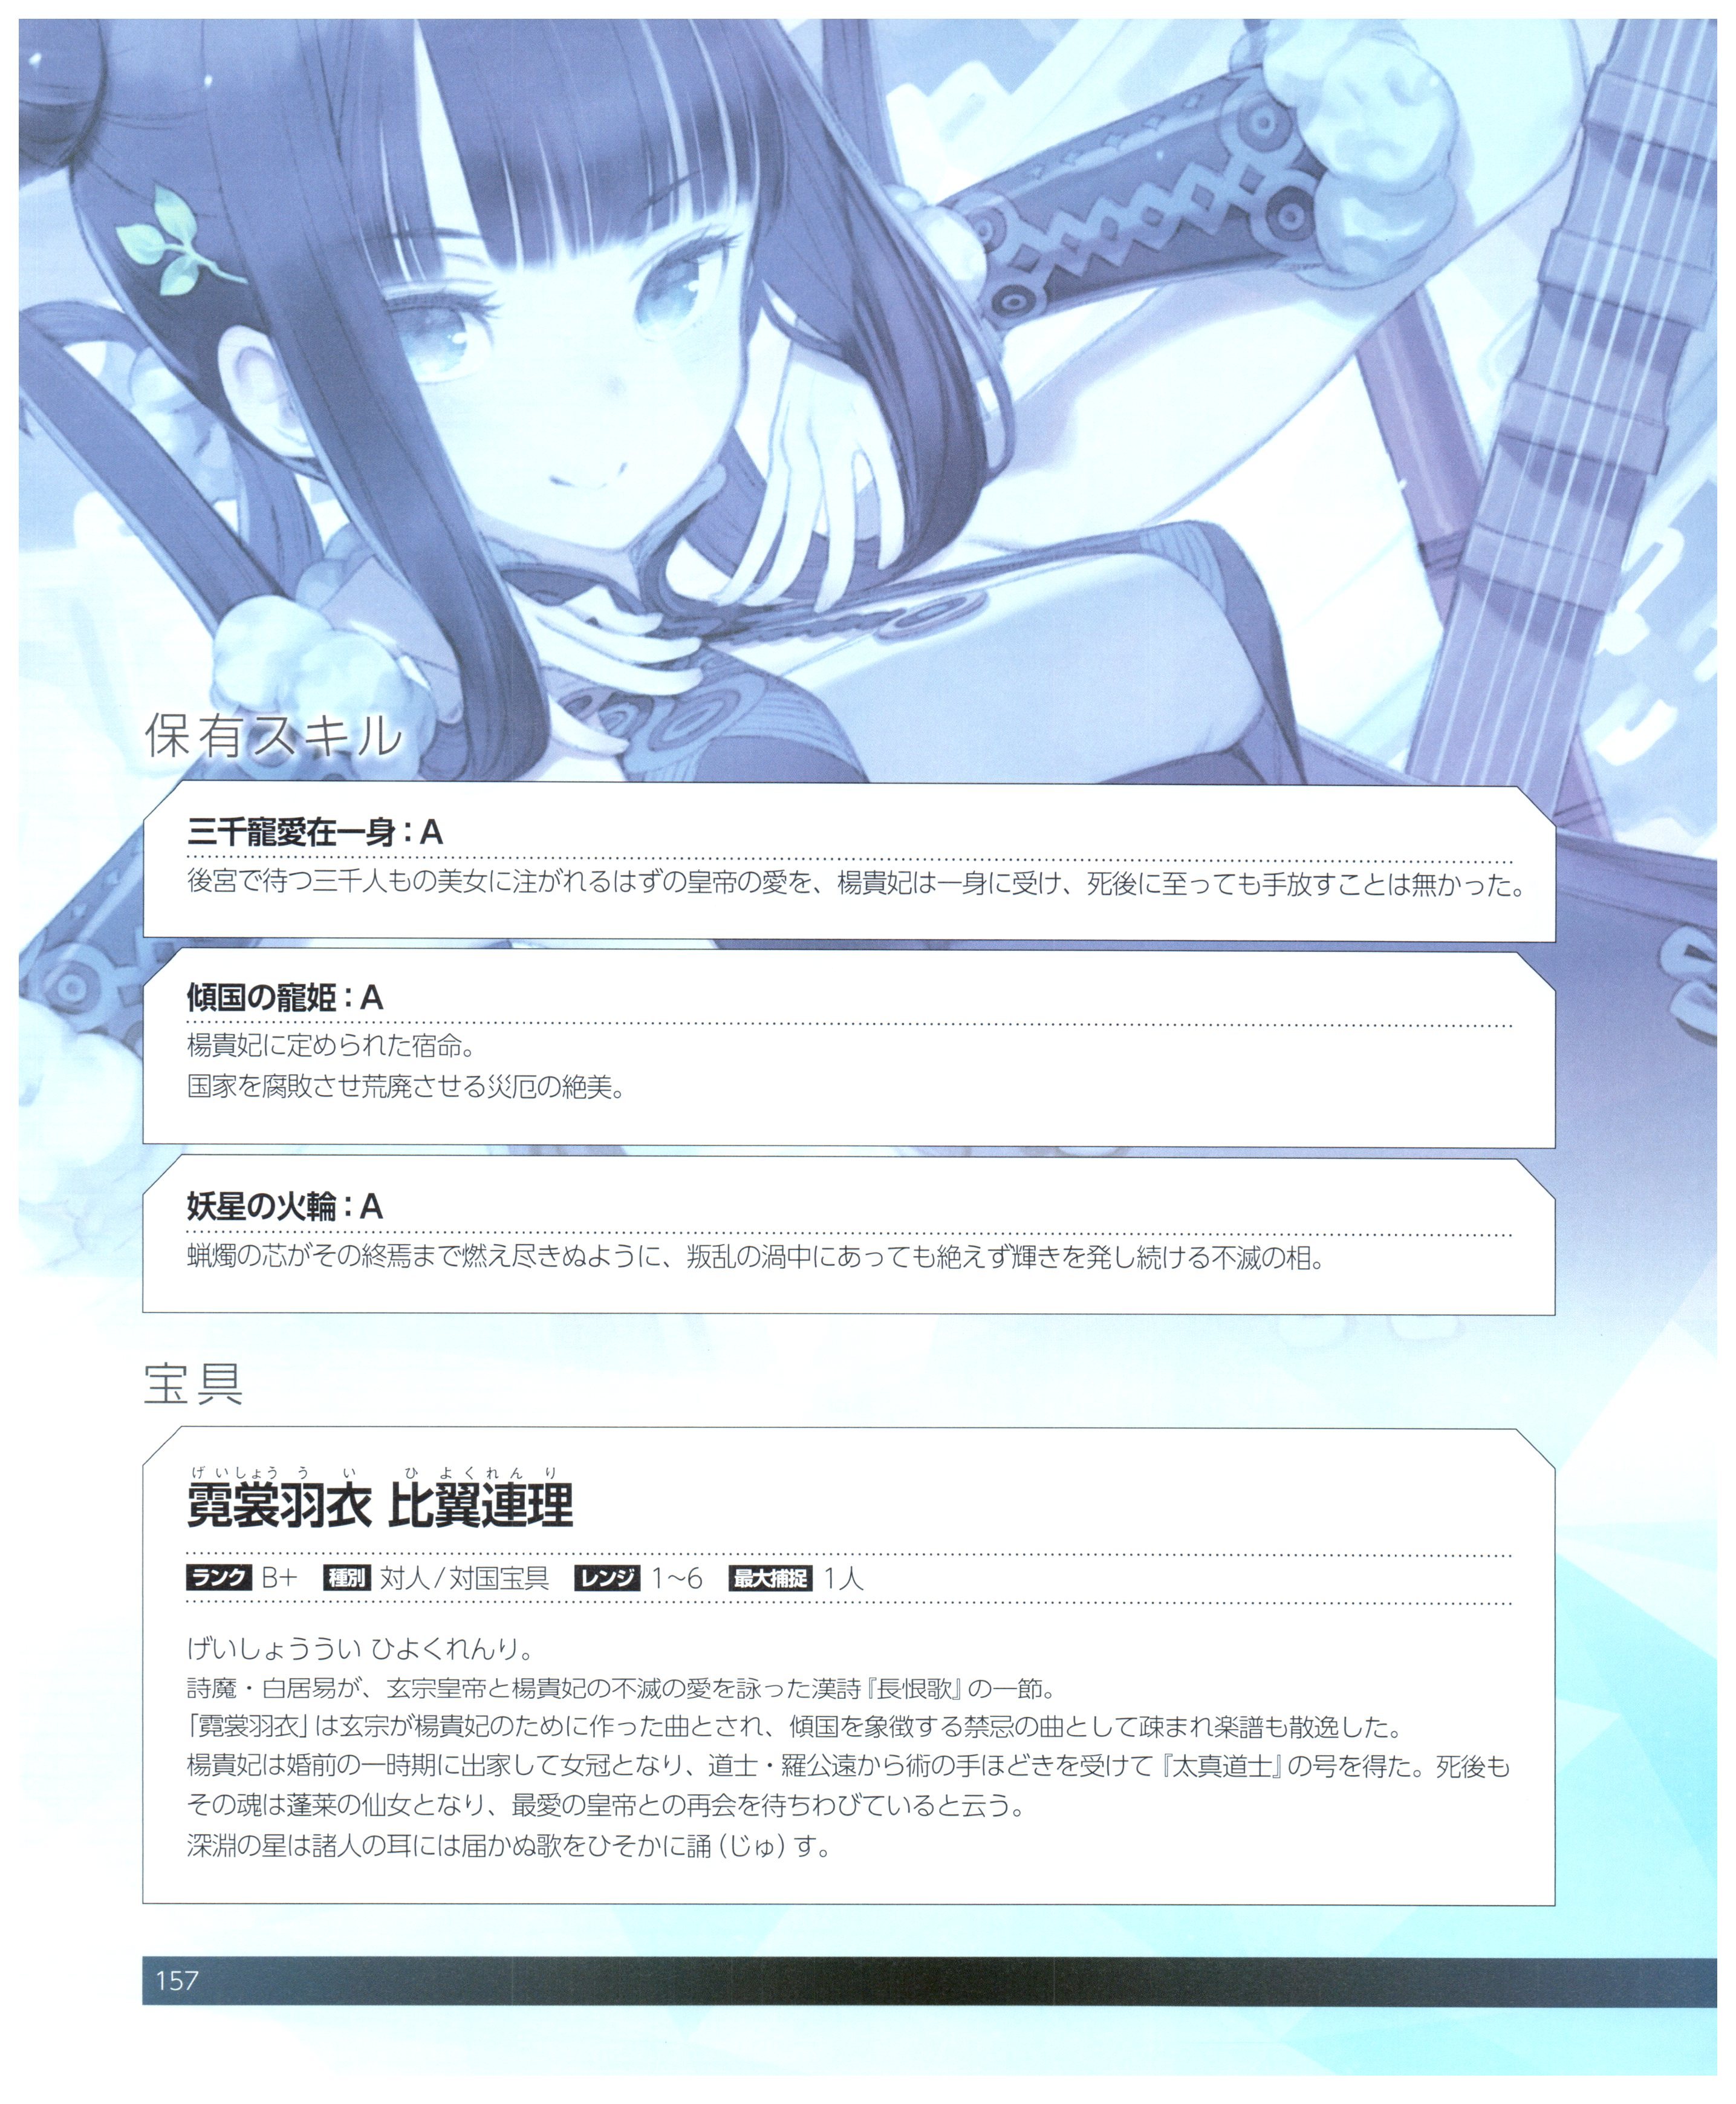 保有スキル
三千寵愛在一身：A
後宮で待つ三千人もの美女に注がれるはずの皇帝の愛を、楊貴妃は一身に受け、死後に至っても手放すことは無かった。
傾国の寵姫：A
楊貴妃に定められた宿命。
国家を腐敗させ荒廃させる災厄の絶美。
妖星の火輪：A
蝋燭の芯がその終焉まで燃え尽きぬように、叛乱の渦中にあっても絶えず輝きを発し続ける不滅の相。
宝具
げいしょううい ひよくれんり
霓裳羽衣 比翼連理
ランク B+ 種別 対人/対国宝具 レンジ 1～6 最大捕捉 1人
げいしょううい ひよくれんり。
詩魔・白居易が、玄宗皇帝と楊貴妃の不滅の愛を詠った漢詩『長恨歌』の一節。
「霓裳羽衣」は玄宗が楊貴妃のために作った曲とされ、傾国を象徴する禁忌の曲として疎まれ楽譜も散逸した。
楊貴妃は婚前の一時期に出家して女冠となり、道士・羅公遠から術の手ほどきを受けて『太真道士』の号を得た。死後も
その魂は蓬莱の仙女となり、最愛の皇帝との再会を待ちわびていると云う。
深淵の星は諸人の耳には届かぬ歌をひそかに誦（じゅ）す。
157